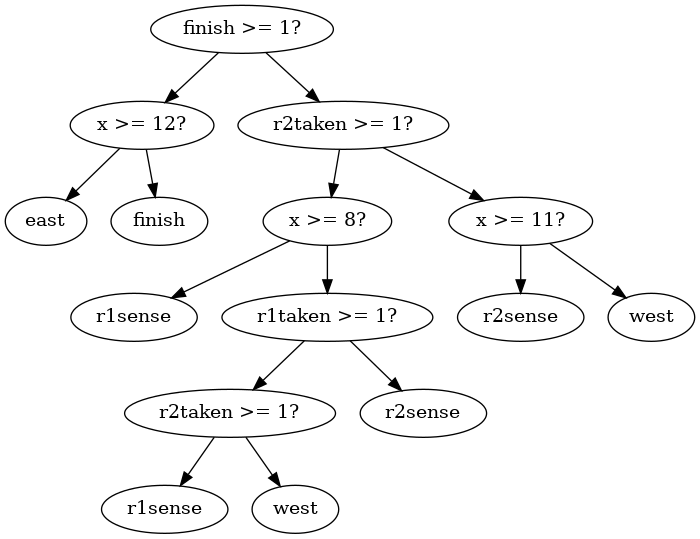 finish >= 1?
x >= 12?
r2taken >= 1?
east
finish
x >= 8?
x >= 11?
r1sense
r1taken >= 1?
r2sense
west
r2taken >= 1?
r2sense
r1sense
west